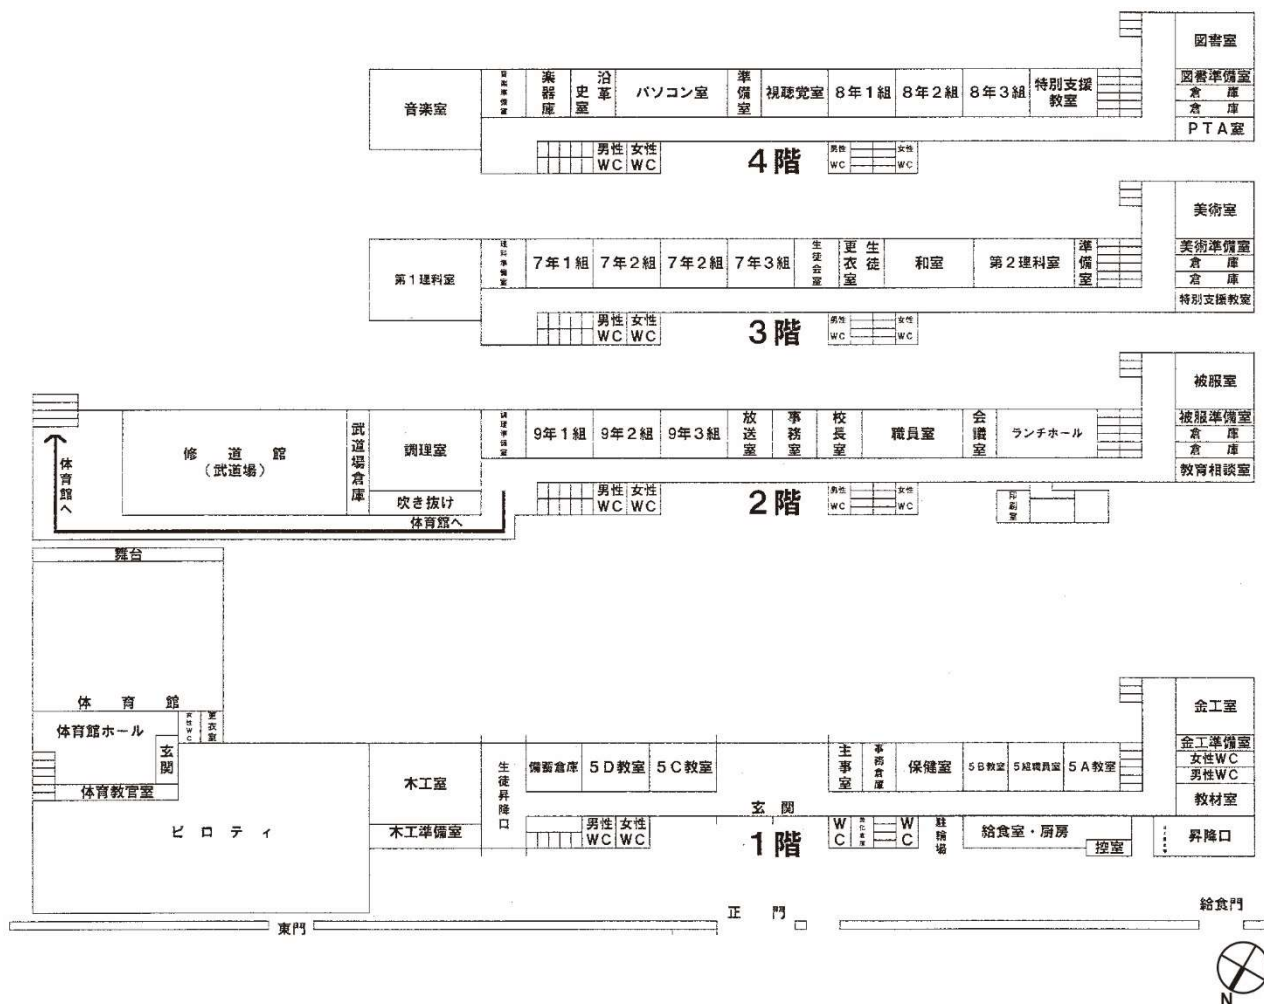 図書室
音楽室
楽器庫
沿革史室
パソコン室
準備室
視聴覚室
8年1組
8年2組
8年3組
特別支援教室
図書準備室
倉庫
倉庫
PTA室
男性WC
女性WC
4階
男性WC
女性WC
美術室
第1理科室
理科準備室
7年1組
7年2組
7年2組
7年3組
生徒会室
生徒更衣室
和室
第2理科室
準備室
美術準備室
倉庫
倉庫
特別支援教室
男性WC
女性WC
3階
男性WC
女性WC
被服室
体育館へ
修道館
(武道場)
武道場倉庫
調理室
調理準備室
9年1組
9年2組
9年3組
放送室
事務室
校長室
職員室
会議室
ランチホール
被服準備室
倉庫
倉庫
教育相談室
吹き抜け
体育館へ
男性WC
女性WC
2階
男性WC
女性WC
印刷室
舞台
体育館
体育館ホール
女性WC
更衣室
玄関
体育教官室
ピロティ
木工室
木工準備室
生徒昇降口
備蓄倉庫
5D教室
5C教室
主事室
事務倉庫
保健室
5B教室
5組職員室
5A教室
金工室
金工準備室
女性WC
男性WC
教材室
玄関
男性WC
女性WC
1階
WC
WC
駐輪場
給食室・厨房
控室
昇降口
東門
正門
給食門
N